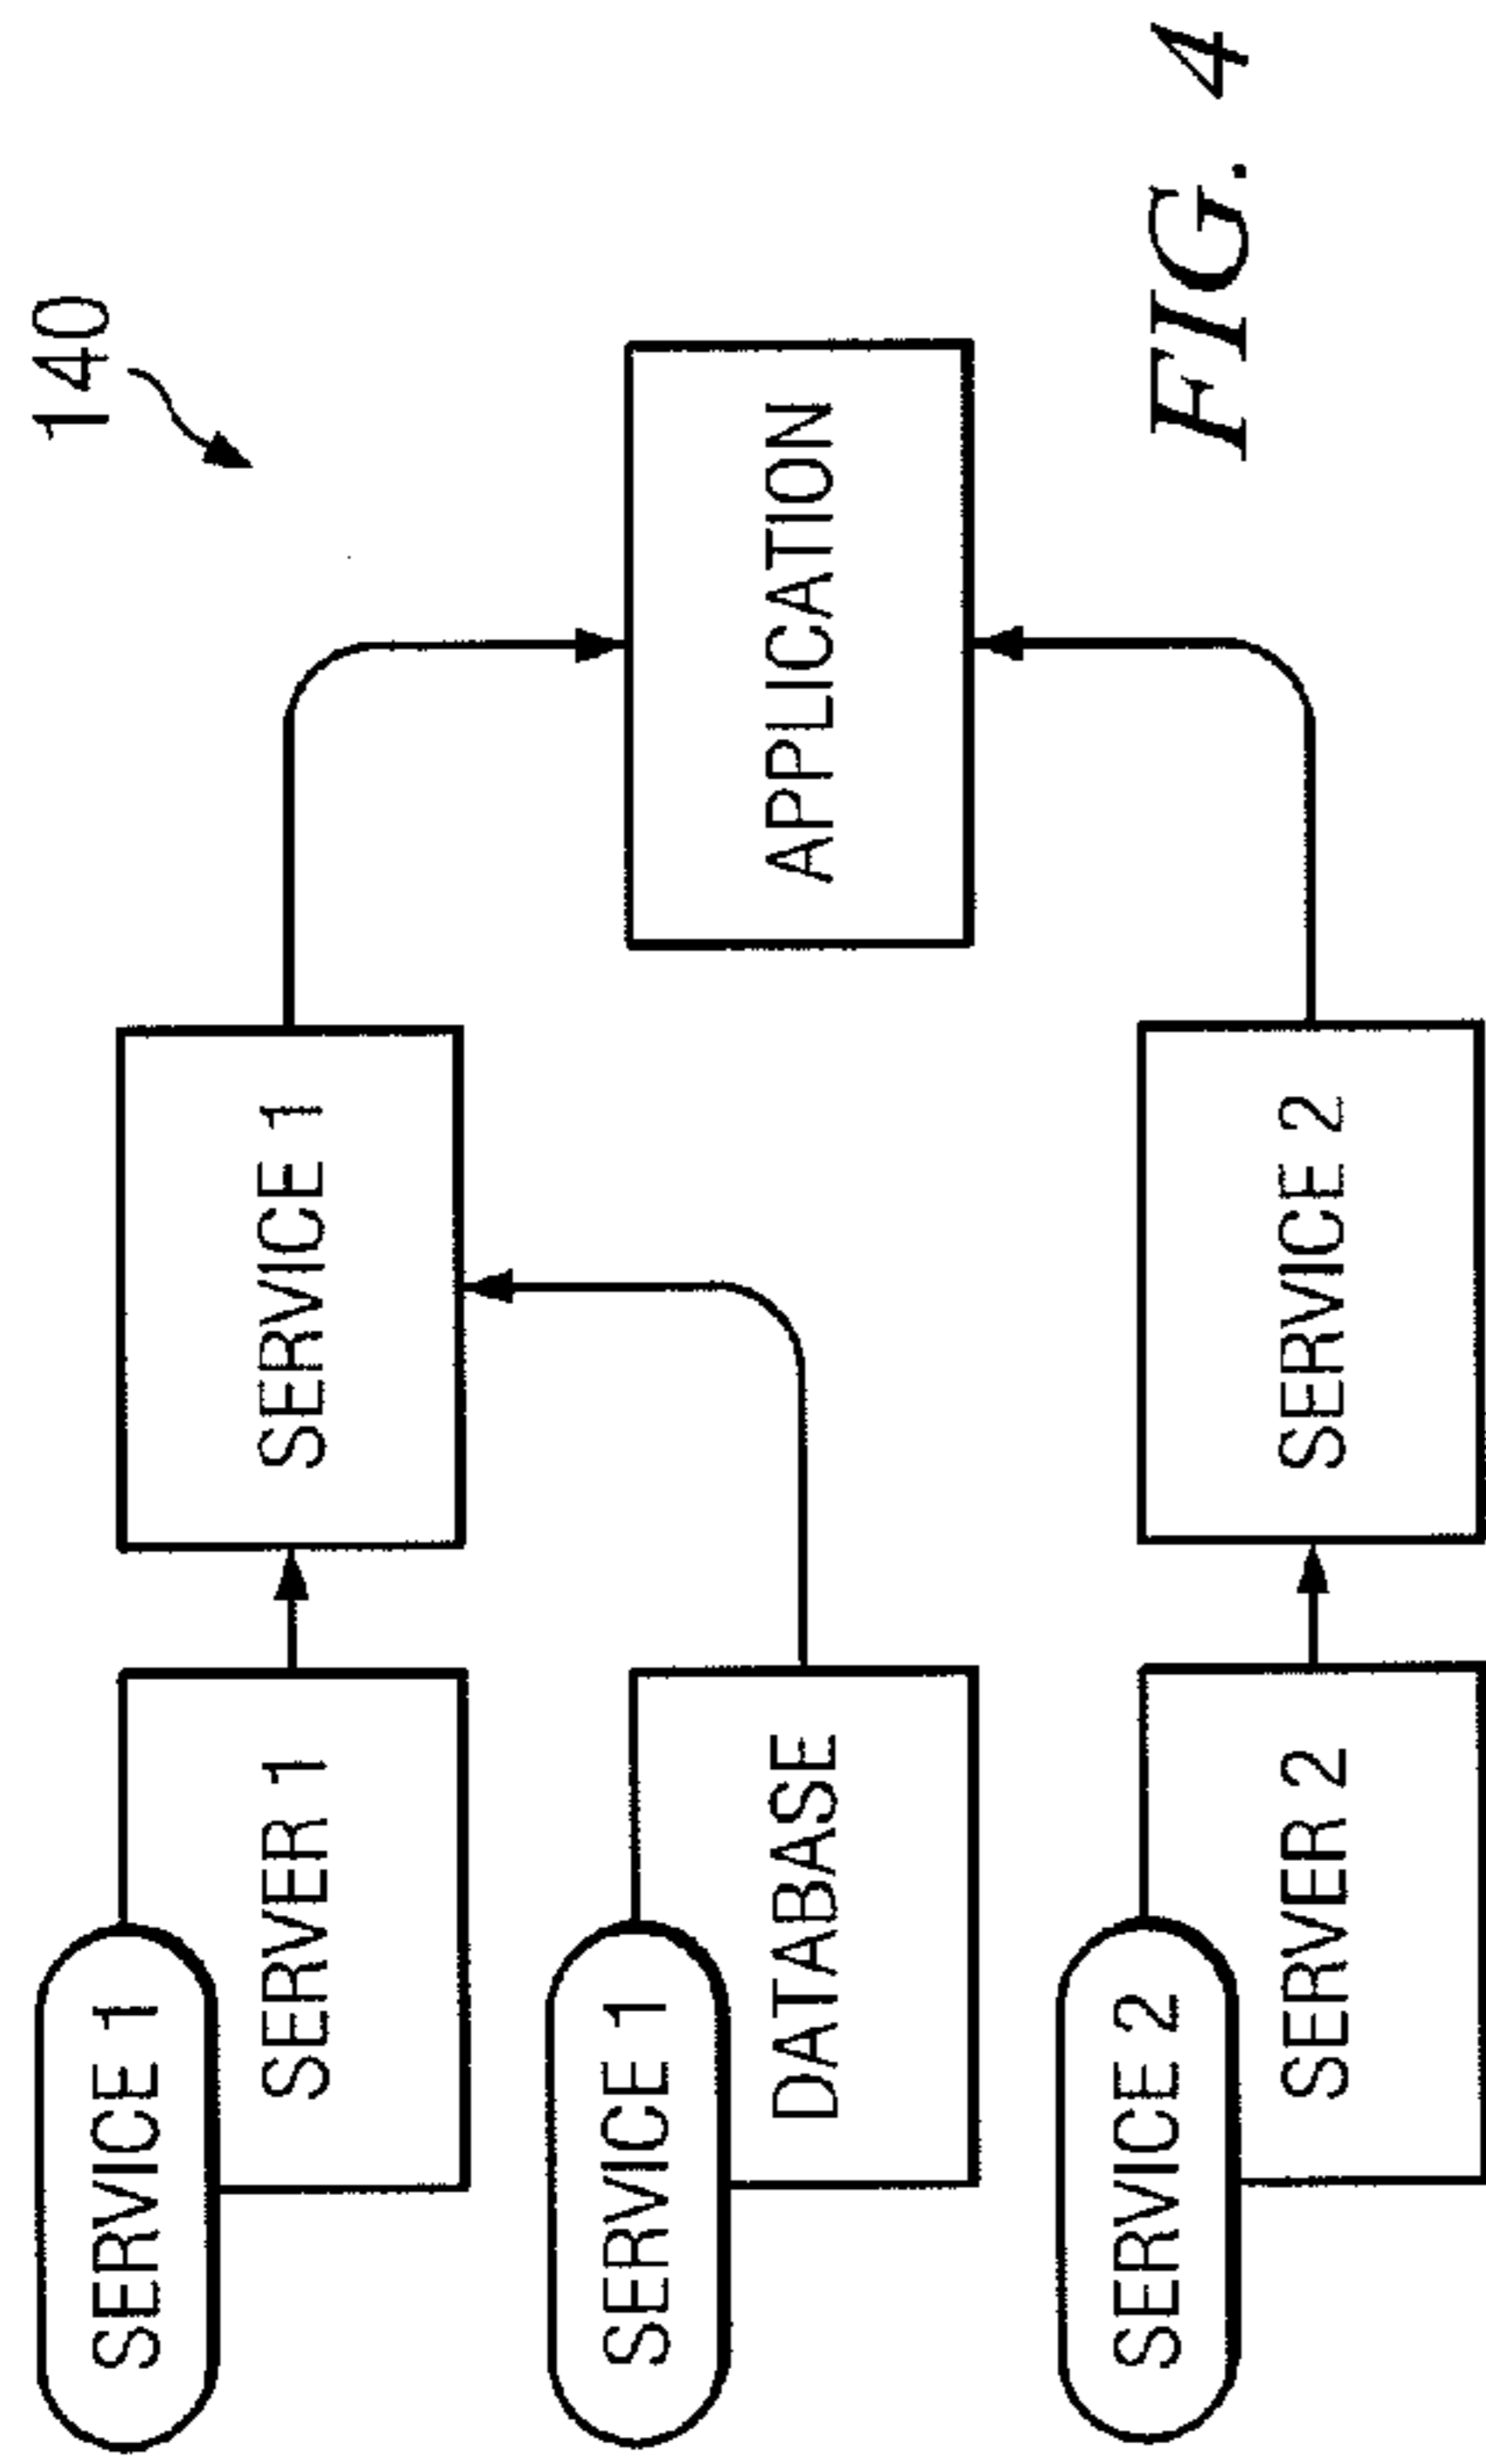 140
SERVICE 1
SERVER 1
SERVICE 1
SERVICE 1
DATABASE
APPLICATION
SERVICE 2
SERVER 2
SERVICE 2
FIG. 4